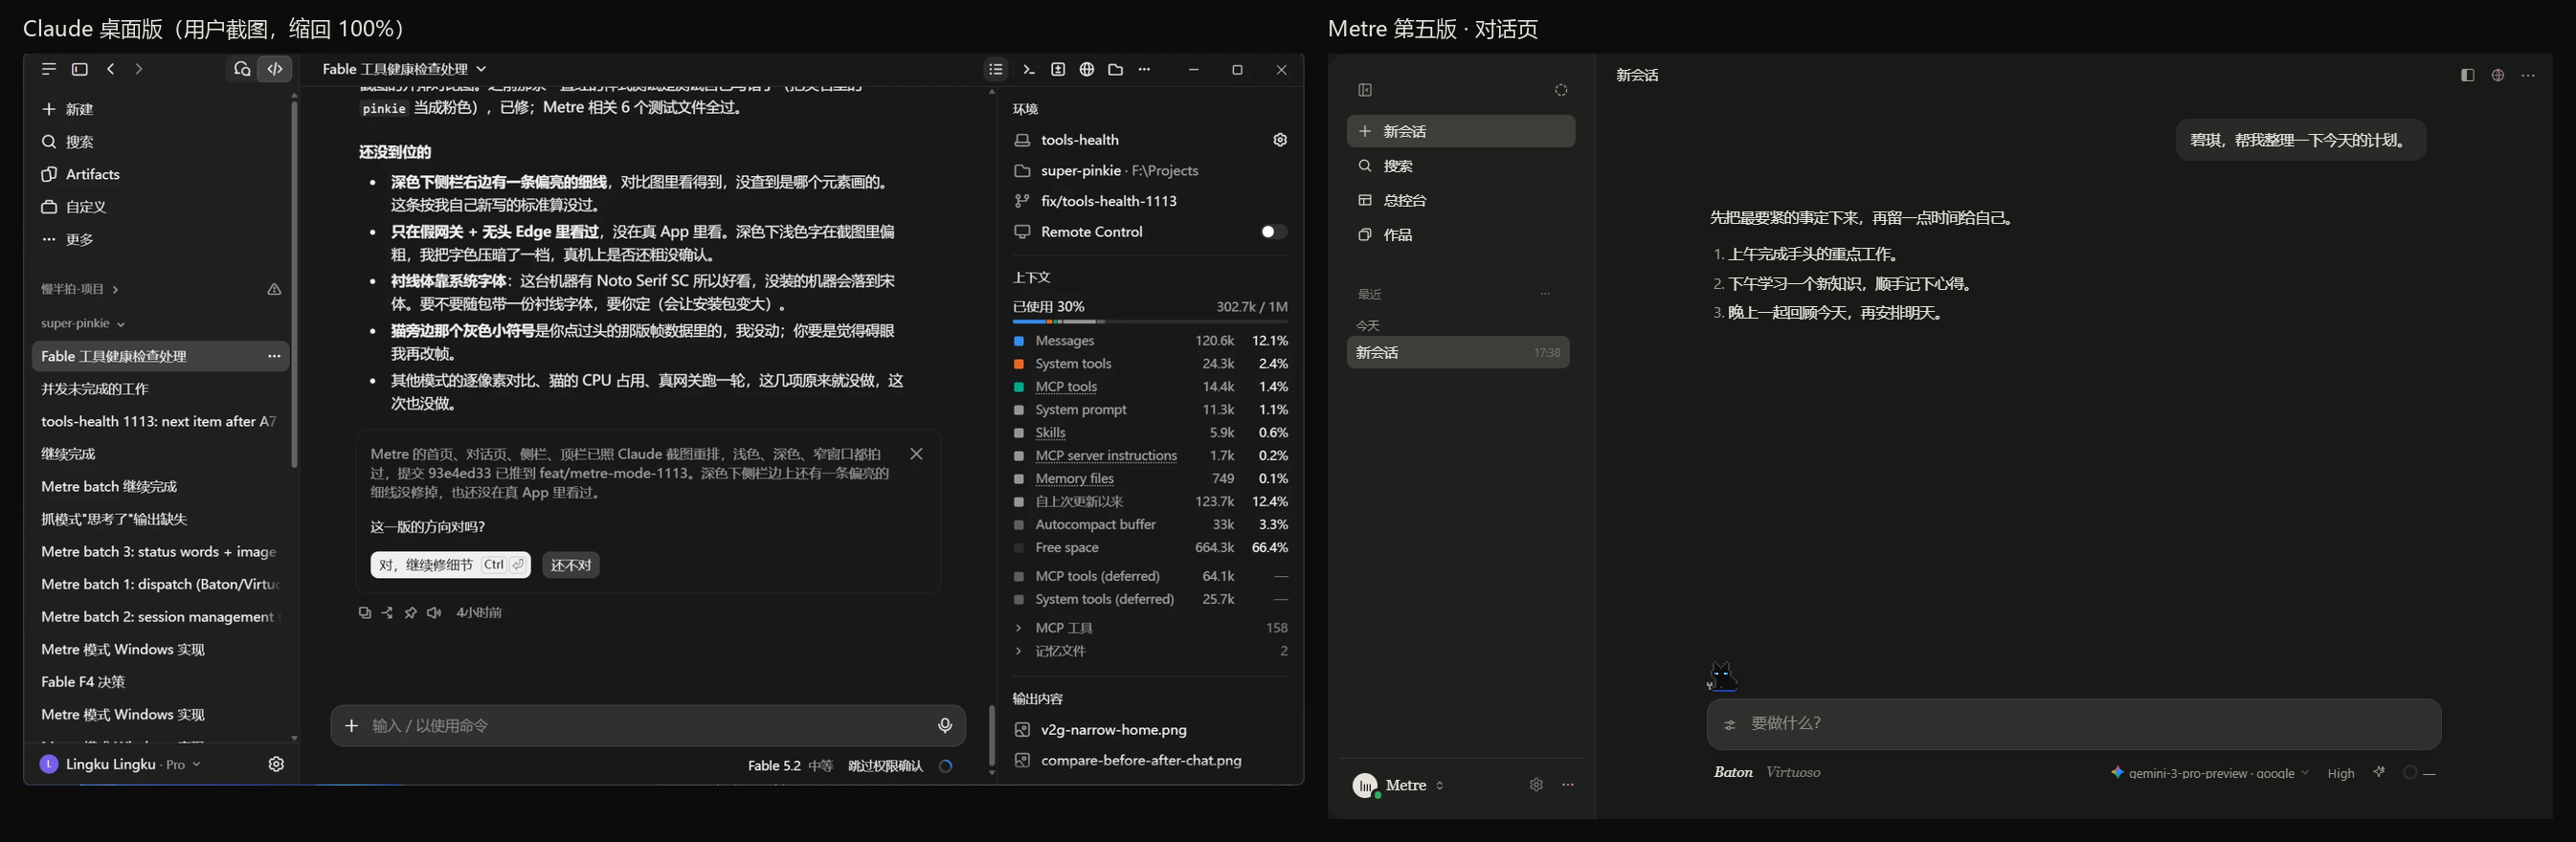 Claude 桌面版（用户截图，缩回 100%）
Fable 工具健康检查处理
新建
搜索
Artifacts
自定义
更多
慢半拍-项目
super-pinkie
Fable 工具健康检查处理
并发未完成的工作
tools-health 1113: next item after A7
继续完成
Metre batch 继续完成
抓模式"思考了"输出缺失
Metre batch 3: status words + image
Metre batch 1: dispatch (Baton/Virtuo
Metre batch 2: session management
Metre 模式 Windows 实现
Fable F4 决策
Metre 模式 Windows 实现
L Lingku Lingku · Pro
pinkie 当成粉色），已修；Metre 相关 6 个测试文件全过。
还没到位的
深色下侧栏右边有一条偏亮的细线，对比图里看得到，没查到是哪个元素画的。
这条按我自己新写的标准算没过。
只在假网关 + 无头 Edge 里看过，没在真 App 里看。深色下浅色字在截图里偏
粗，我把字色压暗了一档，真机上是否还粗没确认。
衬线体靠系统字体：这台机器有 Noto Serif SC 所以好看，没装的机器会落到宋
体。要不要随包带一份衬线字体，要你定（会让安装包变大）。
猫旁边那个灰色小符号是你点过头的那版帧数据里的，我没动；你要是觉得碍眼
我再改帧。
其他模式的逐像素对比、猫的 CPU 占用、真网关跑一轮，这几项原来就没做，这
次也没做。
Metre 的首页、对话页、侧栏、顶栏已照 Claude 截图重排，浅色、深色、窄窗口都拍
过，提交 93e4ed33 已推到 feat/metre-mode-1113。深色下侧栏边上还有一条偏亮的
细线没修掉，也还没在真 App 里看过。
这一版的方向对吗？
对，继续修细节 Ctrl ⏎
还不对
4小时前
输入 / 以使用命令
Fable 5.2 中等 跳过权限确认
环境
tools-health
super-pinkie · F:\Projects
fix/tools-health-1113
Remote Control
上下文
已使用 30% 302.7k / 1M
Messages 120.6k 12.1%
System tools 24.3k 2.4%
MCP tools 14.4k 1.4%
System prompt 11.3k 1.1%
Skills 5.9k 0.6%
MCP server instructions 1.7k 0.2%
Memory files 749 0.1%
自上次更新以来 123.7k 12.4%
Autocompact buffer 33k 3.3%
Free space 664.3k 66.4%
MCP tools (deferred) 64.1k —
System tools (deferred) 25.7k —
MCP 工具 158
记忆文件 2
输出内容
v2g-narrow-home.png
compare-before-after-chat.png
Metre 第五版 · 对话页
新会话
搜索
总控台
作品
最近
今天
新会话 17:38
Metre
新会话
碧琪，帮我整理一下今天的计划。
先把最要紧的事定下来，再留一点时间给自己。
1. 上午完成手头的重点工作。
2. 下午学习一个新知识，顺手记下心得。
3. 晚上一起回顾今天，再安排明天。
要做什么？
Baton Virtuoso
gemini-3-pro-preview · google High —